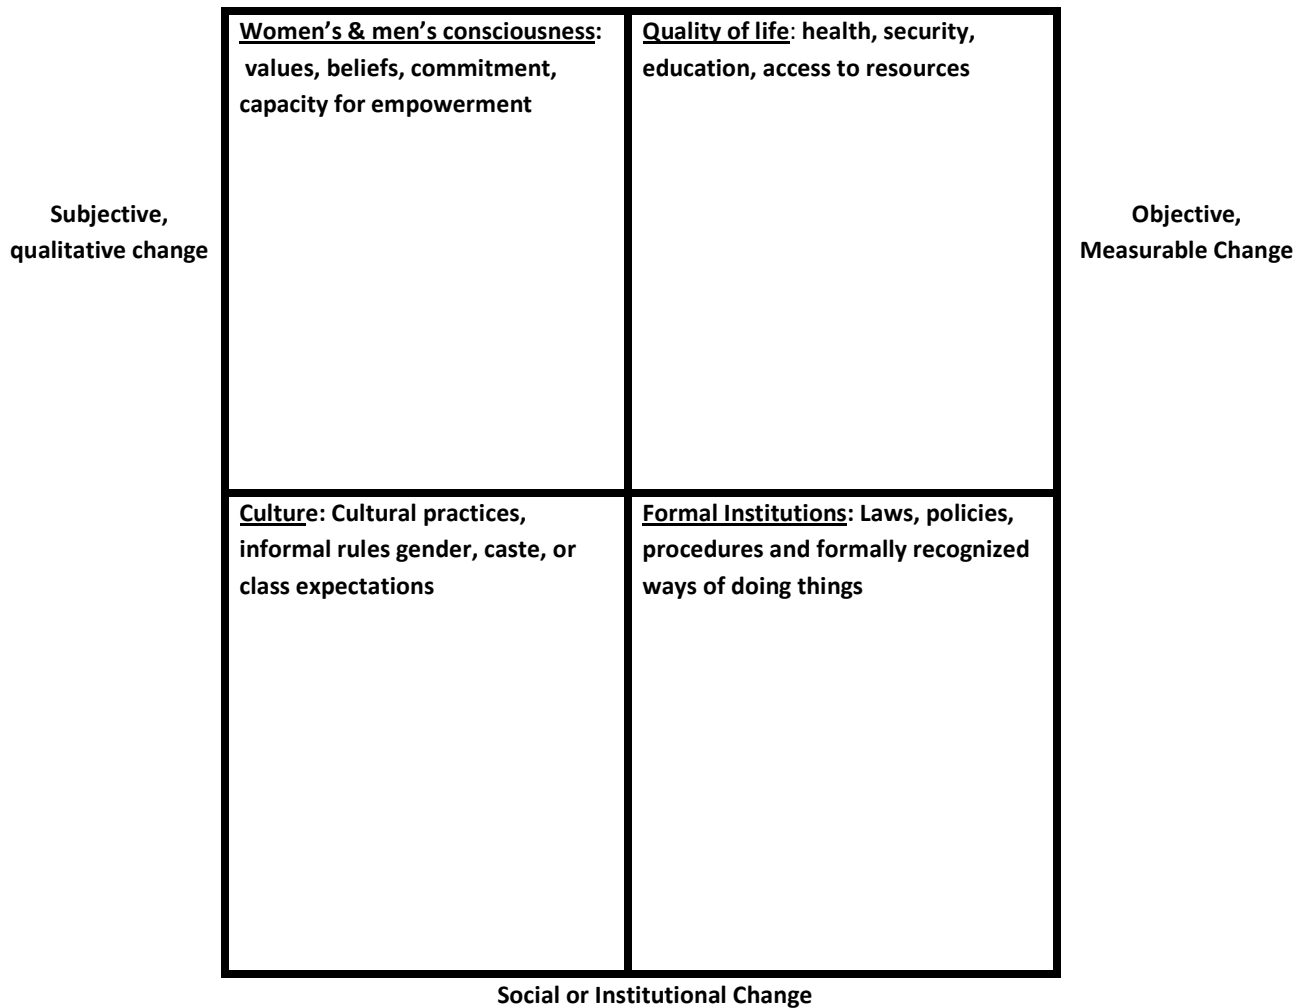 Women’s & men’s consciousness:
values, beliefs, commitment,
capacity for empowerment
Quality of life: health, security,
education, access to resources
Subjective,
qualitative change
Objective,
Measurable Change
Culture: Cultural practices,
informal rules gender, caste, or
class expectations
Formal Institutions: Laws, policies,
procedures and formally recognized
ways of doing things
Social or Institutional Change